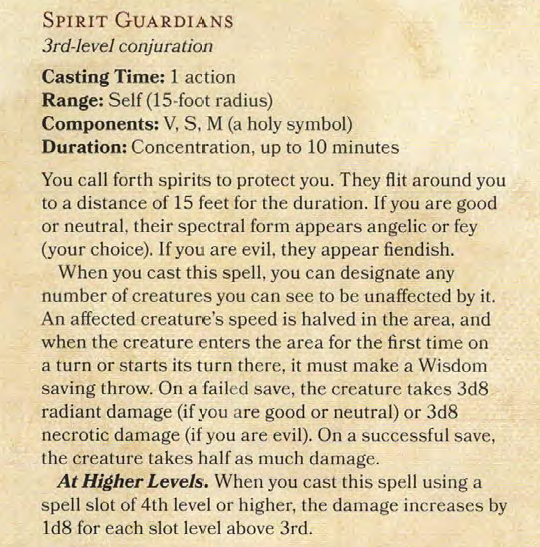 SPIRIT GUARDIANS
3rd-level conjuration
Casting Time: 1 action
Range: Self (15-foot radius)
Components: V, S, M (a holy symbol)
Duration: Concentration, up to 10 minutes
You call forth spirits to protect you. They flit around you
to a distance of 15 feet for the duration. If you are good
or neutral, their spectral form appears angelic or fey
(your choice). If you are evil, they appear fiendish.
When you cast this spell, you can designate any
number of creatures you can see to be unaffected by it.
An affected creature's speed is halved in the area, and
when the creature enters the area for the first time on
a turn or starts its turn there, it must make a Wisdom
saving throw. On a failed save, the creature takes 3d8
radiant damage (if you are good or neutral) or 3d8
necrotic damage (if you are evil). On a successful save,
the creature takes half as much damage.
At Higher Levels. When you cast this spell using a
spell slot of 4th level or higher, the damage increases by
1d8 for each slot level above 3rd.